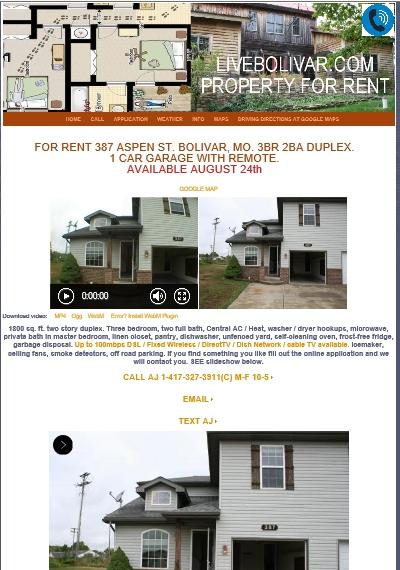 LIVEBOLIVAR.COM
PROPERTY FOR RENT
HOME CALL APPLICATION WEATHER INFO MAPS DRIVING DIRECTIONS AT GOOGLE MAPS
FOR RENT 387 ASPEN ST. BOLIVAR, MO. 3BR 2BA DUPLEX.
1 CAR GARAGE WITH REMOTE.
AVAILABLE AUGUST 24th
GOOGLE MAP
0:00:00
Download video: MP4 Ogg WebM Error? Install WebM Plugin
1800 sq. ft. two story duplex. Three bedroom, two full bath, Central AC / Heat, washer / dryer hookups, microwave,
private bath in master bedroom, linen closet, pantry, dishwasher, unfenced yard, self-cleaning oven, frost-free fridge,
garbage disposal. Up to 100mbps DSL / Fixed Wireless / DirectTV / Dish Network / cable TV available. Icemaker,
ceiling fans, smoke detectors, off road parking. If you find something you like fill out the online application and we
will contact you. SEE slideshow below.
CALL AJ 1-417-327-3911(C) M-F 10-5
EMAIL
TEXT AJ
387